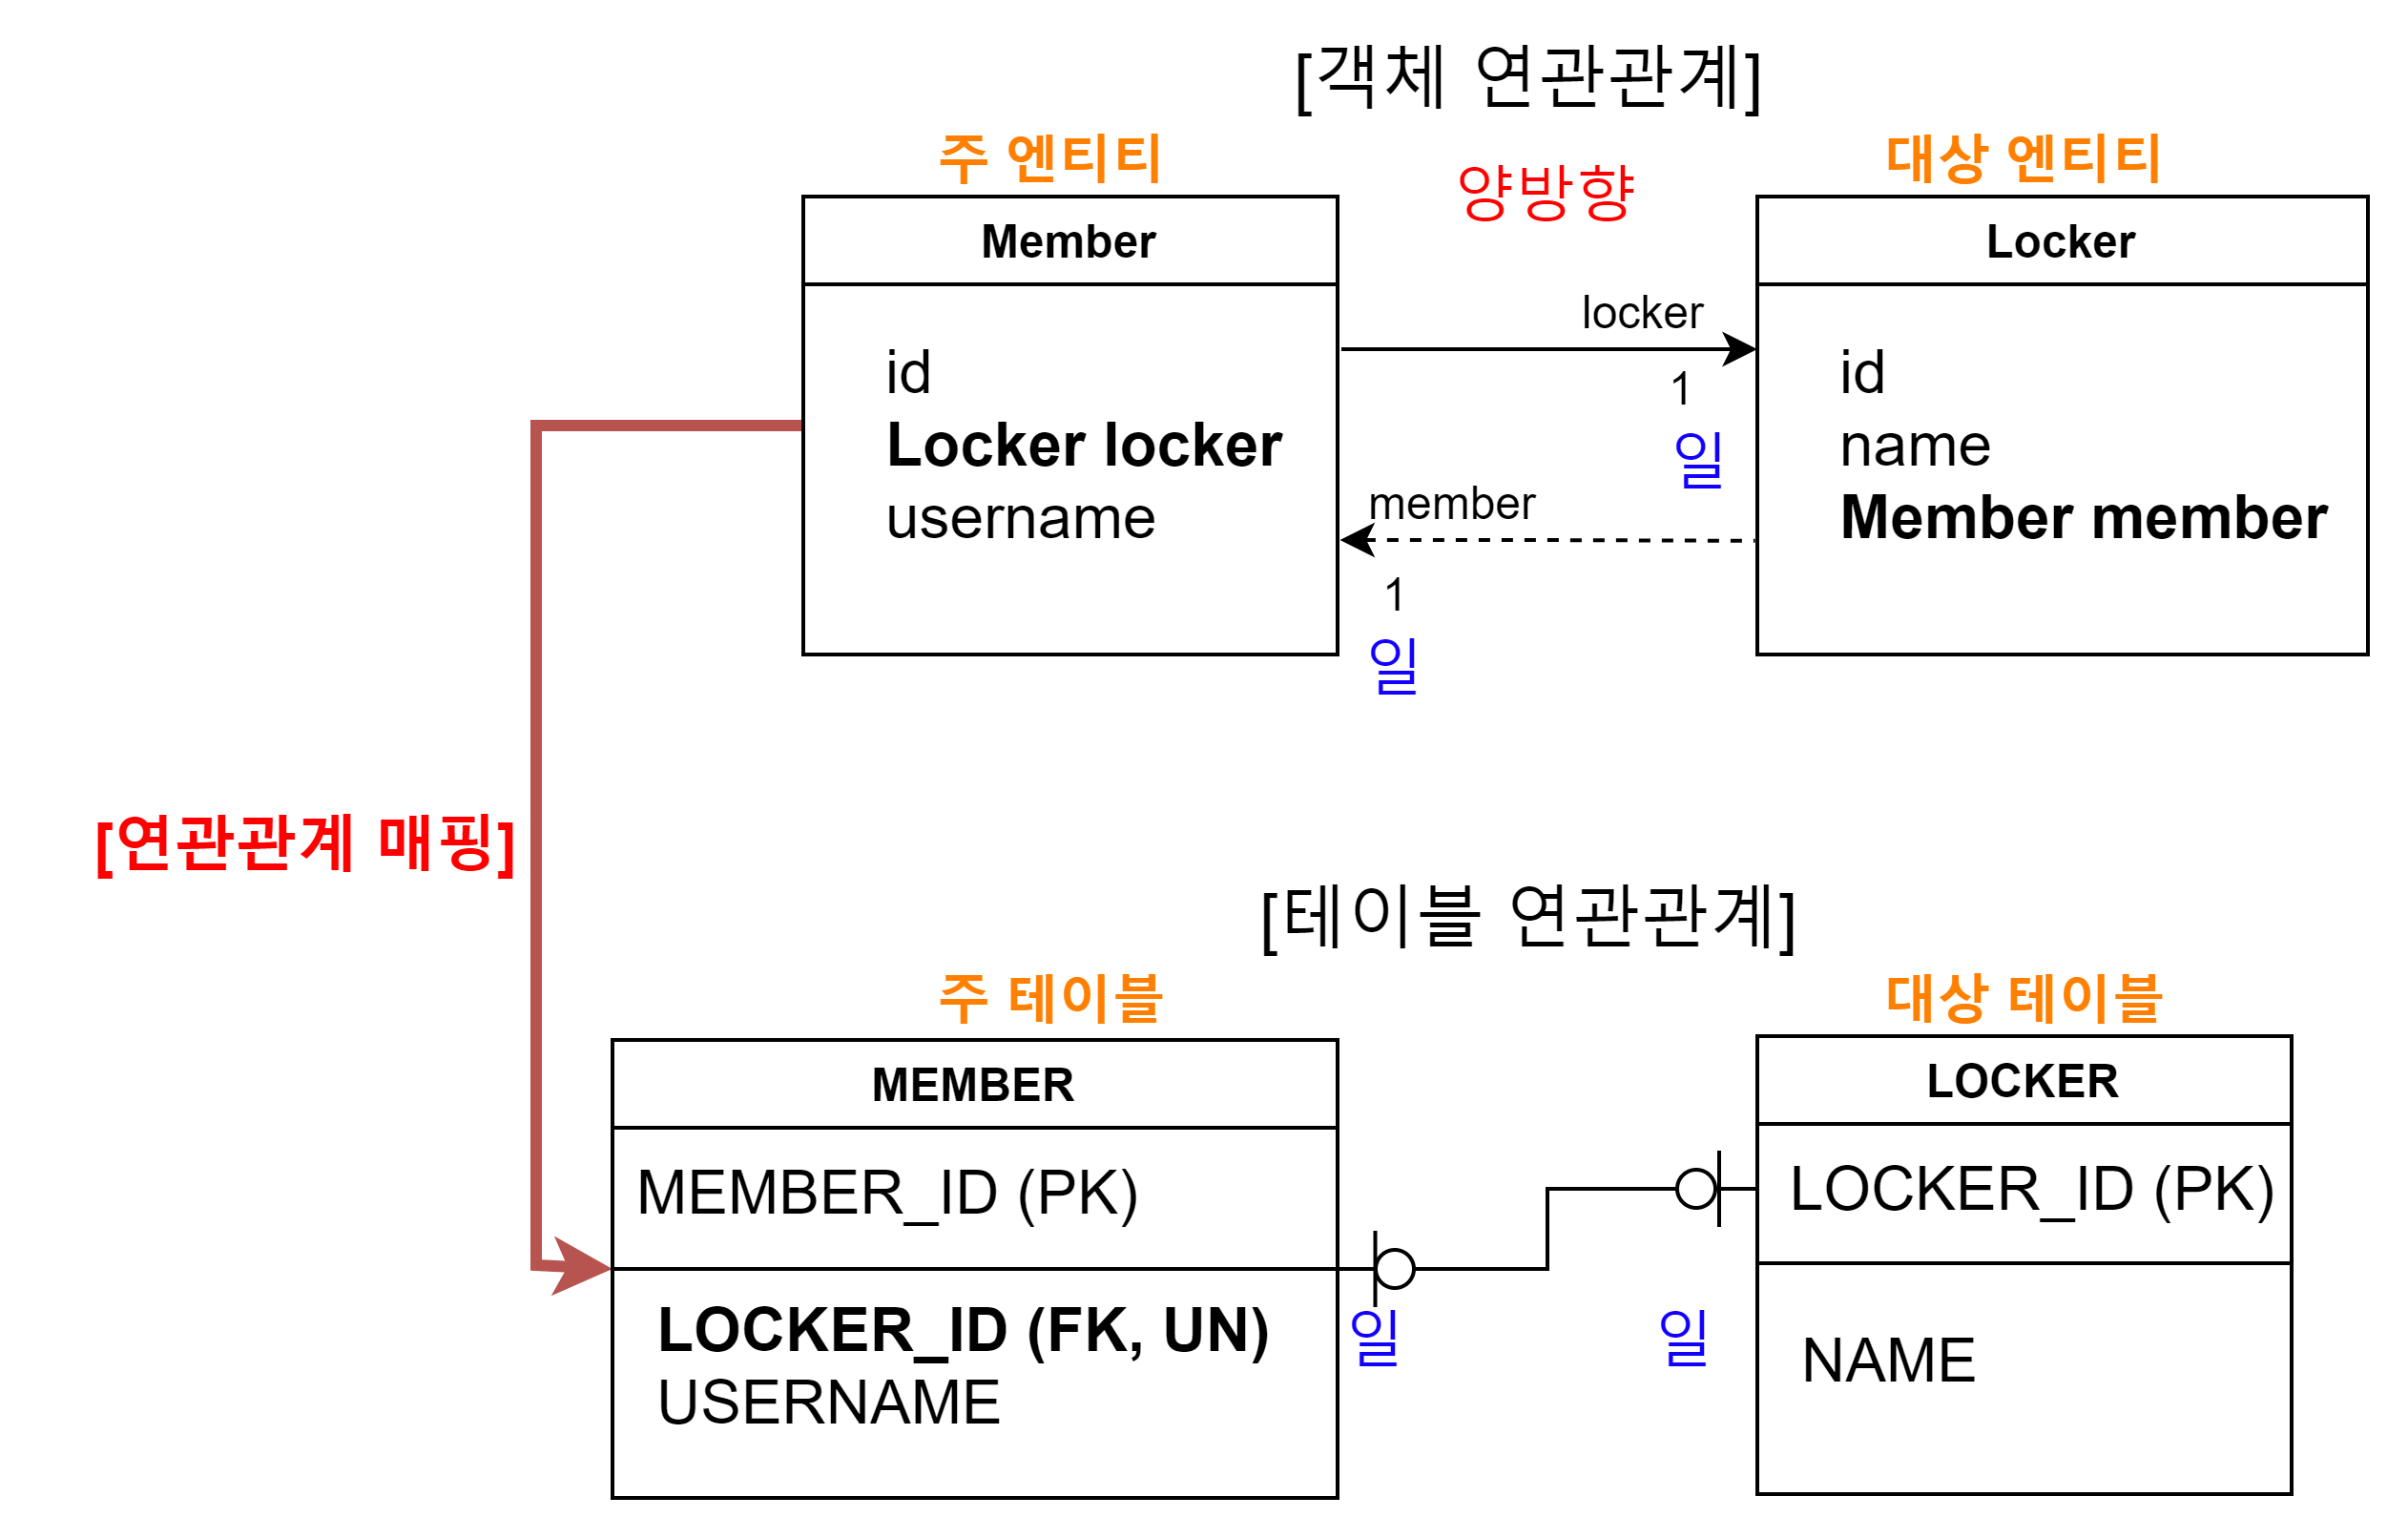 [객체 연관관계]
주 엔티티
대상 엔티티
양방향
Member
Locker
locker
id
Locker locker
username
1
일
id
name
Member member
member
1
일
[연관관계 매핑]
[테이블 연관관계]
주 테이블
대상 테이블
MEMBER
LOCKER
MEMBER_ID (PK)
LOCKER_ID (PK)
LOCKER_ID (FK, UN)
USERNAME
일
일
NAME